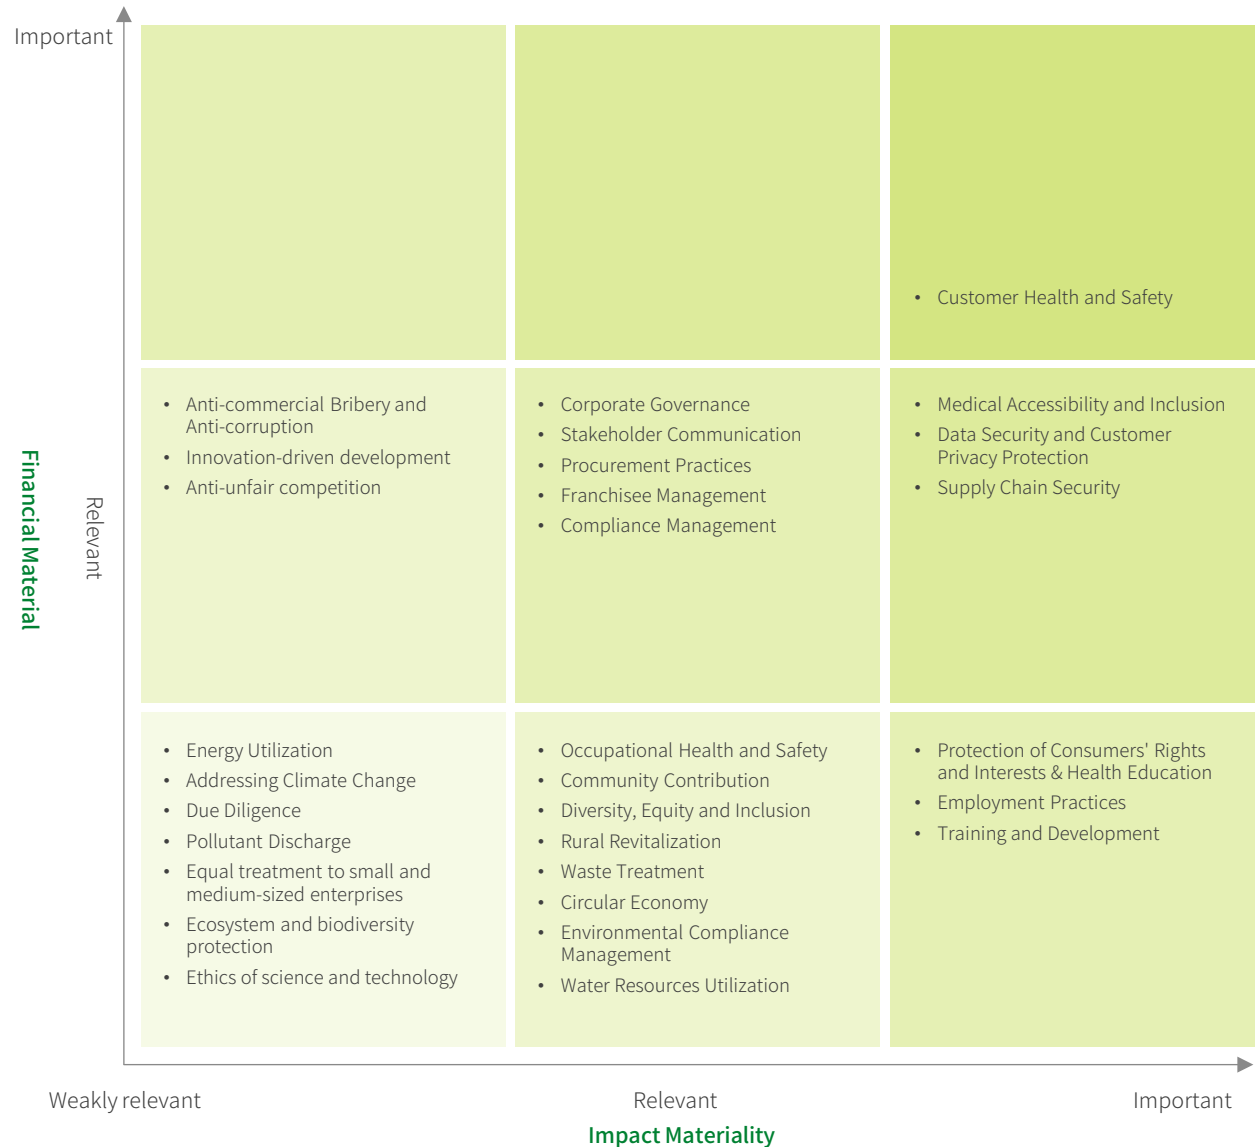 Important
• Customer Health and Safety
Financial Material
Relevant
• Anti-commercial Bribery and
Anti-corruption
• Innovation-driven development
• Anti-unfair competition
• Corporate Governance
• Stakeholder Communication
• Procurement Practices
• Franchisee Management
• Compliance Management
• Medical Accessibility and Inclusion
• Data Security and Customer
Privacy Protection
• Supply Chain Security
• Energy Utilization
• Addressing Climate Change
• Due Diligence
• Pollutant Discharge
• Equal treatment to small and
medium-sized enterprises
• Ecosystem and biodiversity
protection
• Ethics of science and technology
• Occupational Health and Safety
• Community Contribution
• Diversity, Equity and Inclusion
• Rural Revitalization
• Waste Treatment
• Circular Economy
• Environmental Compliance
Management
• Water Resources Utilization
• Protection of Consumers' Rights
and Interests & Health Education
• Employment Practices
• Training and Development
Weakly relevant
Relevant
Important
Impact Materiality